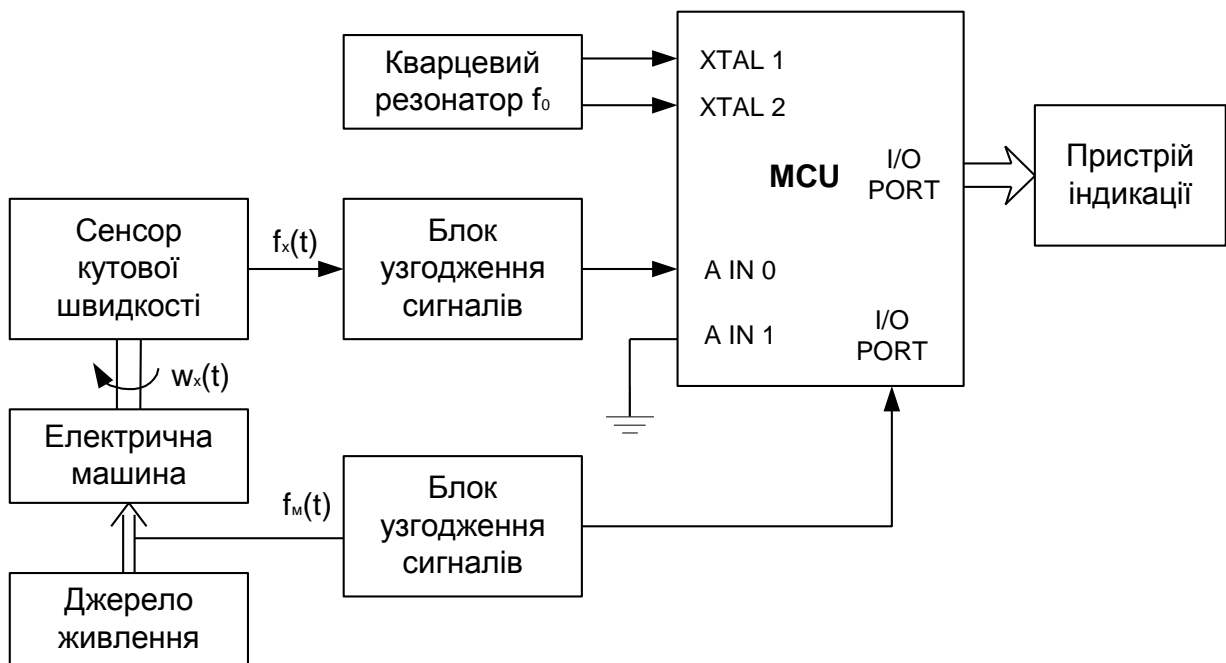 Кварцевий
резонатор f₀
XTAL 1
XTAL 2
MCU
I/O
PORT
Пристрій
індикації
Сенсор
кутової
швидкості
fₓ(t)
Блок
узгодження
сигналів
A IN 0
A IN 1
I/O
PORT
wₓ(t)
Електрична
машина
fм(t)
Блок
узгодження
сигналів
Джерело
живлення